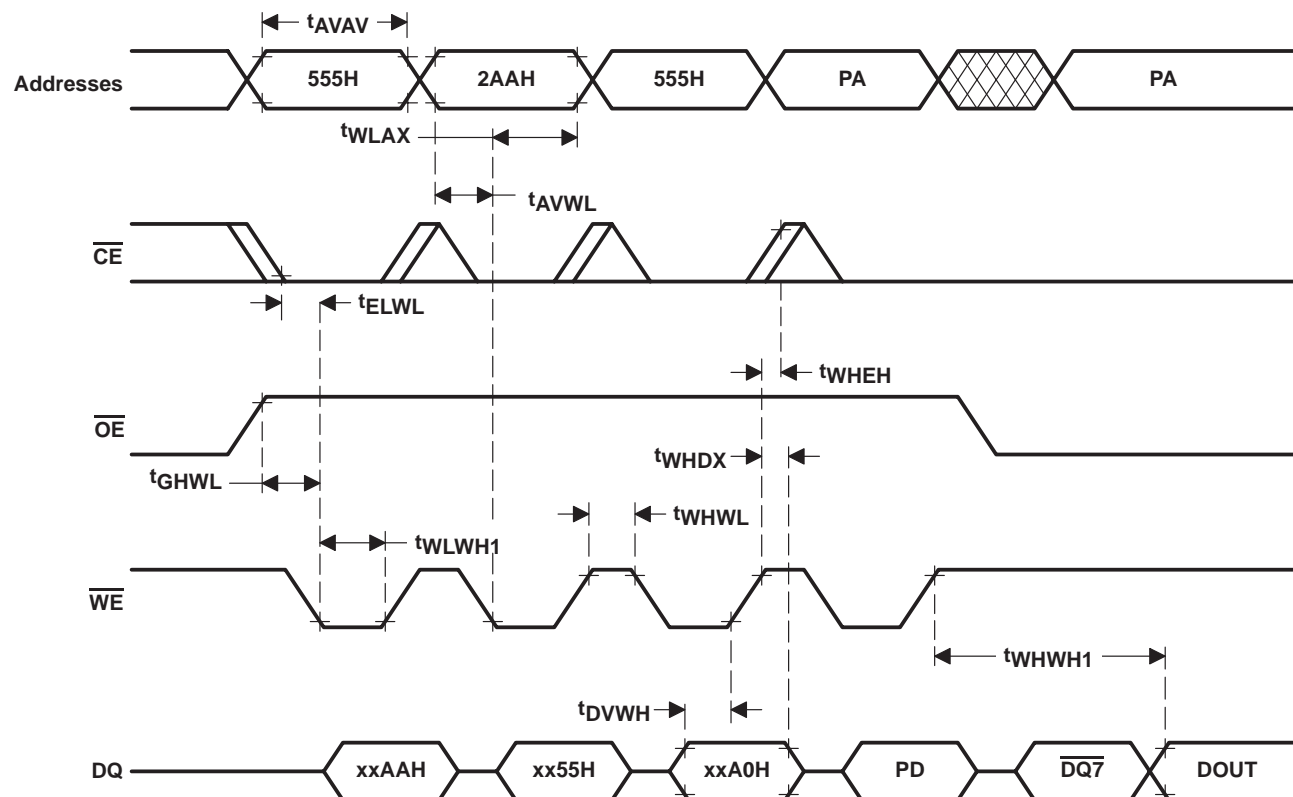 tAVAV
Addresses 555H 2AAH 555H PA PA
tWLAX
tAVWL
CE
tELWL
tWHEH
OE
tWHDX
tGHWL
tWHWL
tWLWH1
WE
tWHWH1
tDVWH
DQ xxAAH xx55H xxA0H PD DQ7 DOUT